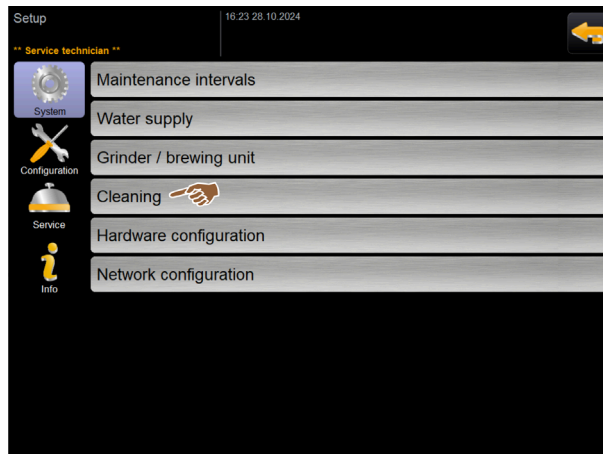 Setup
16:23 28.10.2024
** Service technician **
System
Configuration
Service
Info
Maintenance intervals
Water supply
Grinder / brewing unit
Cleaning
Hardware configuration
Network configuration